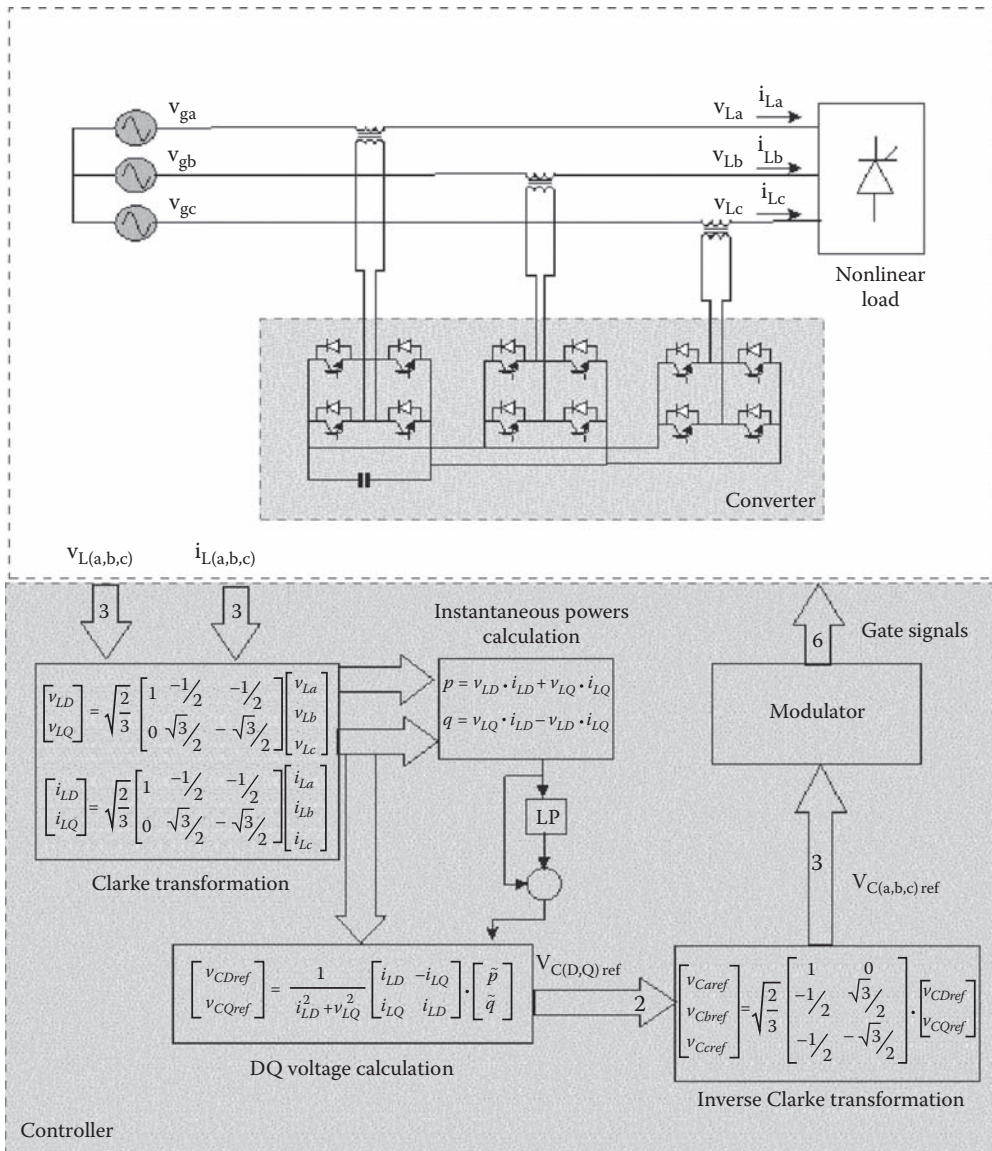 v_ga
v_gb
v_gc
v_La
v_Lb
v_Lc
i_La
i_Lb
i_Lc
Nonlinear
load
Converter
v_L(a,b,c)
i_L(a,b,c)
3
3
[v_LD; v_LQ] = √(2/3) [1 -1/2 -1/2; 0 √3/2 -√3/2] [v_La; v_Lb; v_Lc]
[i_LD; i_LQ] = √(2/3) [1 -1/2 -1/2; 0 √3/2 -√3/2] [i_La; i_Lb; i_Lc]
Clarke transformation
Instantaneous powers
calculation
p = v_LD · i_LD + v_LQ · i_LQ
q = v_LQ · i_LD − v_LD · i_LQ
LP
[v_CDref; v_CQref] = 1/(i_LD^2 + v_LQ^2) [i_LD -i_LQ; i_LQ i_LD] · [p̃; q̃]
DQ voltage calculation
V_C(D,Q) ref
2
[v_Caref; v_Cbref; v_Ccref] = √(2/3) [1 0; -1/2 √3/2; -1/2 -√3/2] · [v_CDref; v_CQref]
Inverse Clarke transformation
3
V_C(a,b,c) ref
Modulator
6
Gate signals
Controller